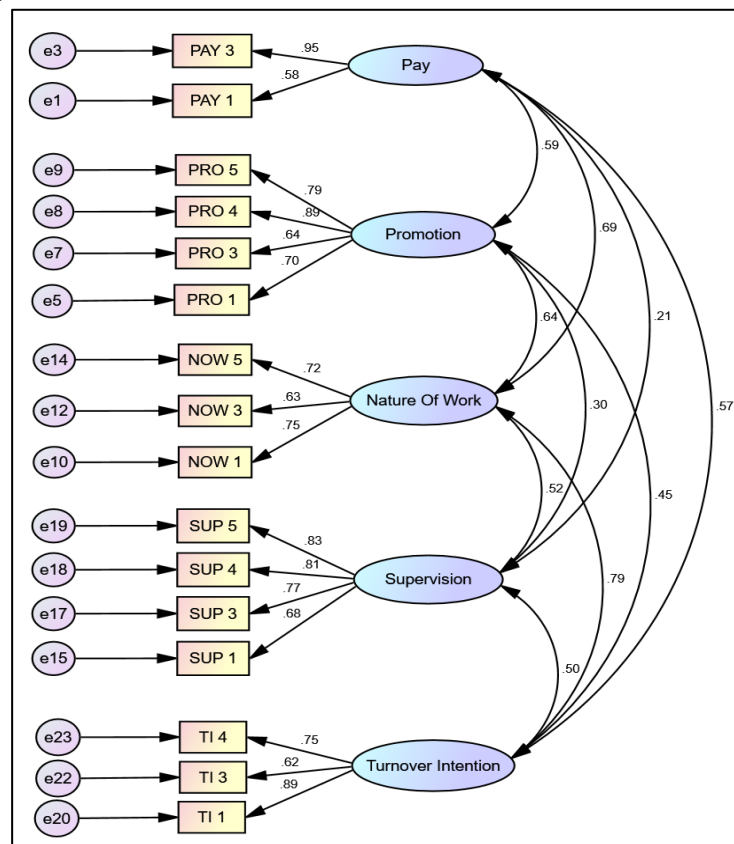 e3 PAY 3 .95 Pay
e1 PAY 1 .58
.59
e9 PRO 5 .79
e8 PRO 4 .89 Promotion .69
e7 PRO 3 .64
e5 PRO 1 .70
.64 .21
e14 NOW 5 .72
e12 NOW 3 .63 Nature Of Work .30 .57
e10 NOW 1 .75
.52 .45
e19 SUP 5 .83
e18 SUP 4 .81 Supervision .79
e17 SUP 3 .77
e15 SUP 1 .68
.50
e23 TI 4 .75
e22 TI 3 .62 Turnover Intention
e20 TI 1 .89